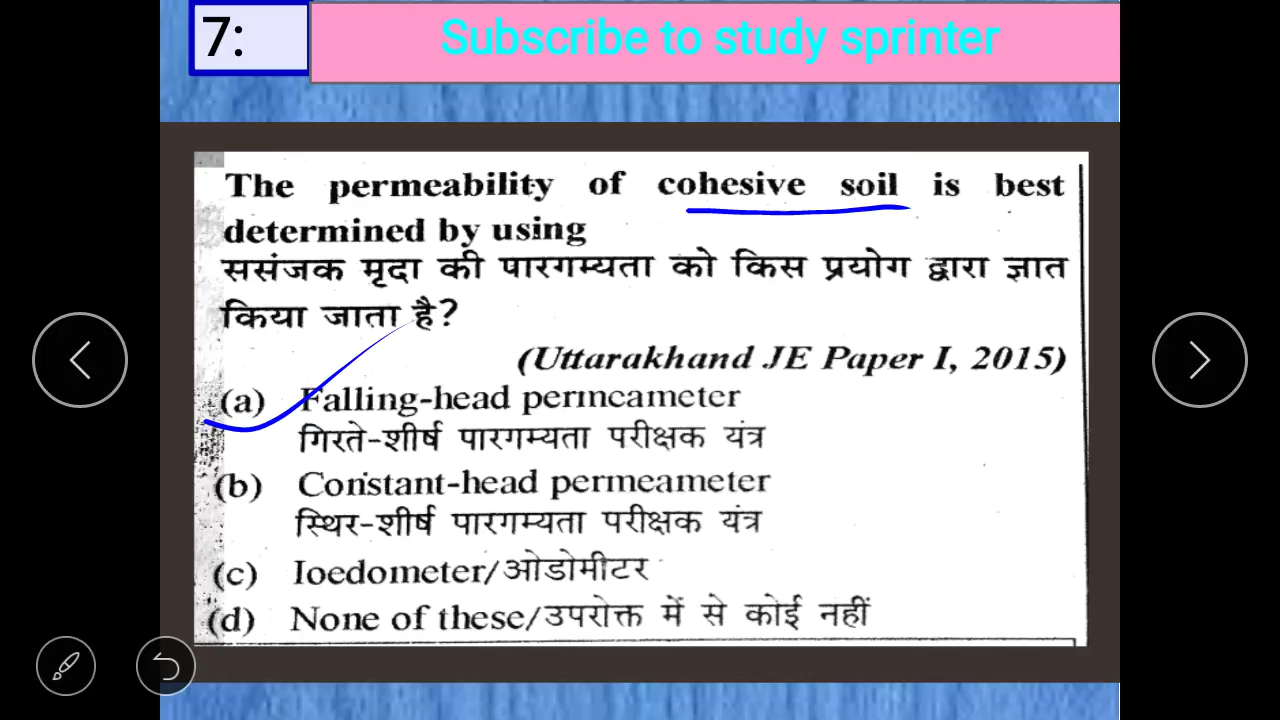 7:
Subscribe to study sprinter
The permeability of cohesive soil is best
determined by using
ससंजक मृदा की पारगम्यता को किस प्रयोग द्वारा ज्ञात
किया जाता है?
(Uttarakhand JE Paper I, 2015)
(a) Falling-head permeameter
गिरते-शीर्ष पारगम्यता परीक्षक यंत्र
(b) Constant-head permeameter
स्थिर-शीर्ष पारगम्यता परीक्षक यंत्र
(c) Ioedometer/ओडोमीटर
(d) None of these/उपरोक्त में से कोई नहीं